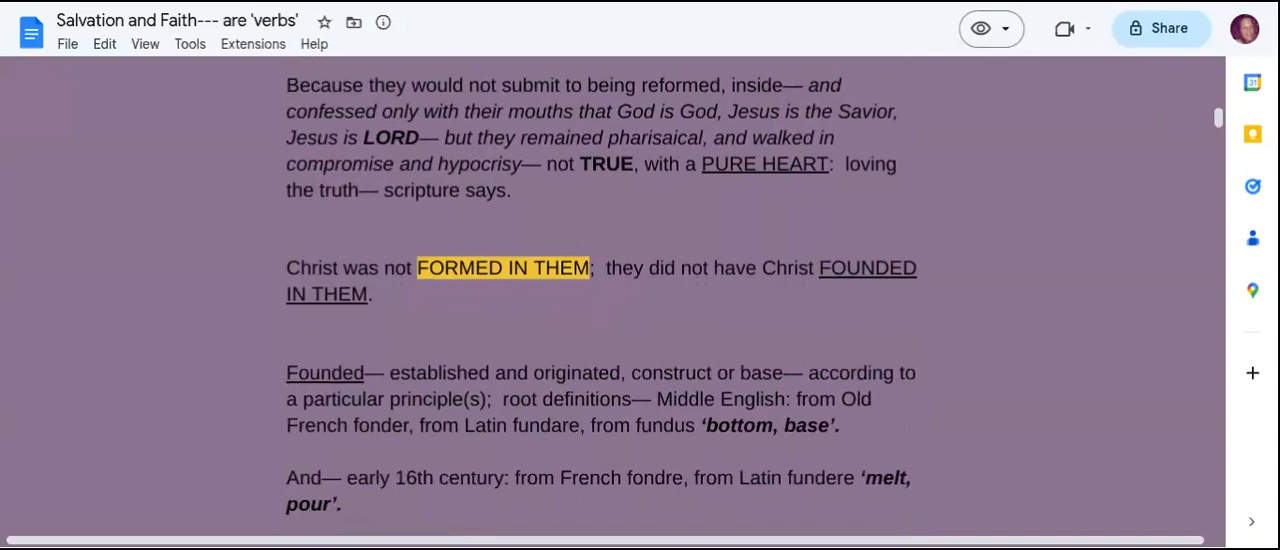 Salvation and Faith--- are 'verbs'
File Edit View Tools Extensions Help
Share
31
Because they would not submit to being reformed, inside— and
confessed only with their mouths that God is God, Jesus is the Savior,
Jesus is LORD— but they remained pharisaical, and walked in
compromise and hypocrisy— not TRUE, with a PURE HEART:  loving
the truth— scripture says.
Christ was not FORMED IN THEM;  they did not have Christ FOUNDED
IN THEM.
Founded— established and originated, construct or base— according to
a particular principle(s);  root definitions— Middle English: from Old
French fonder, from Latin fundare, from fundus ‘bottom, base’.
And— early 16th century: from French fondre, from Latin fundere ‘melt,
pour’.